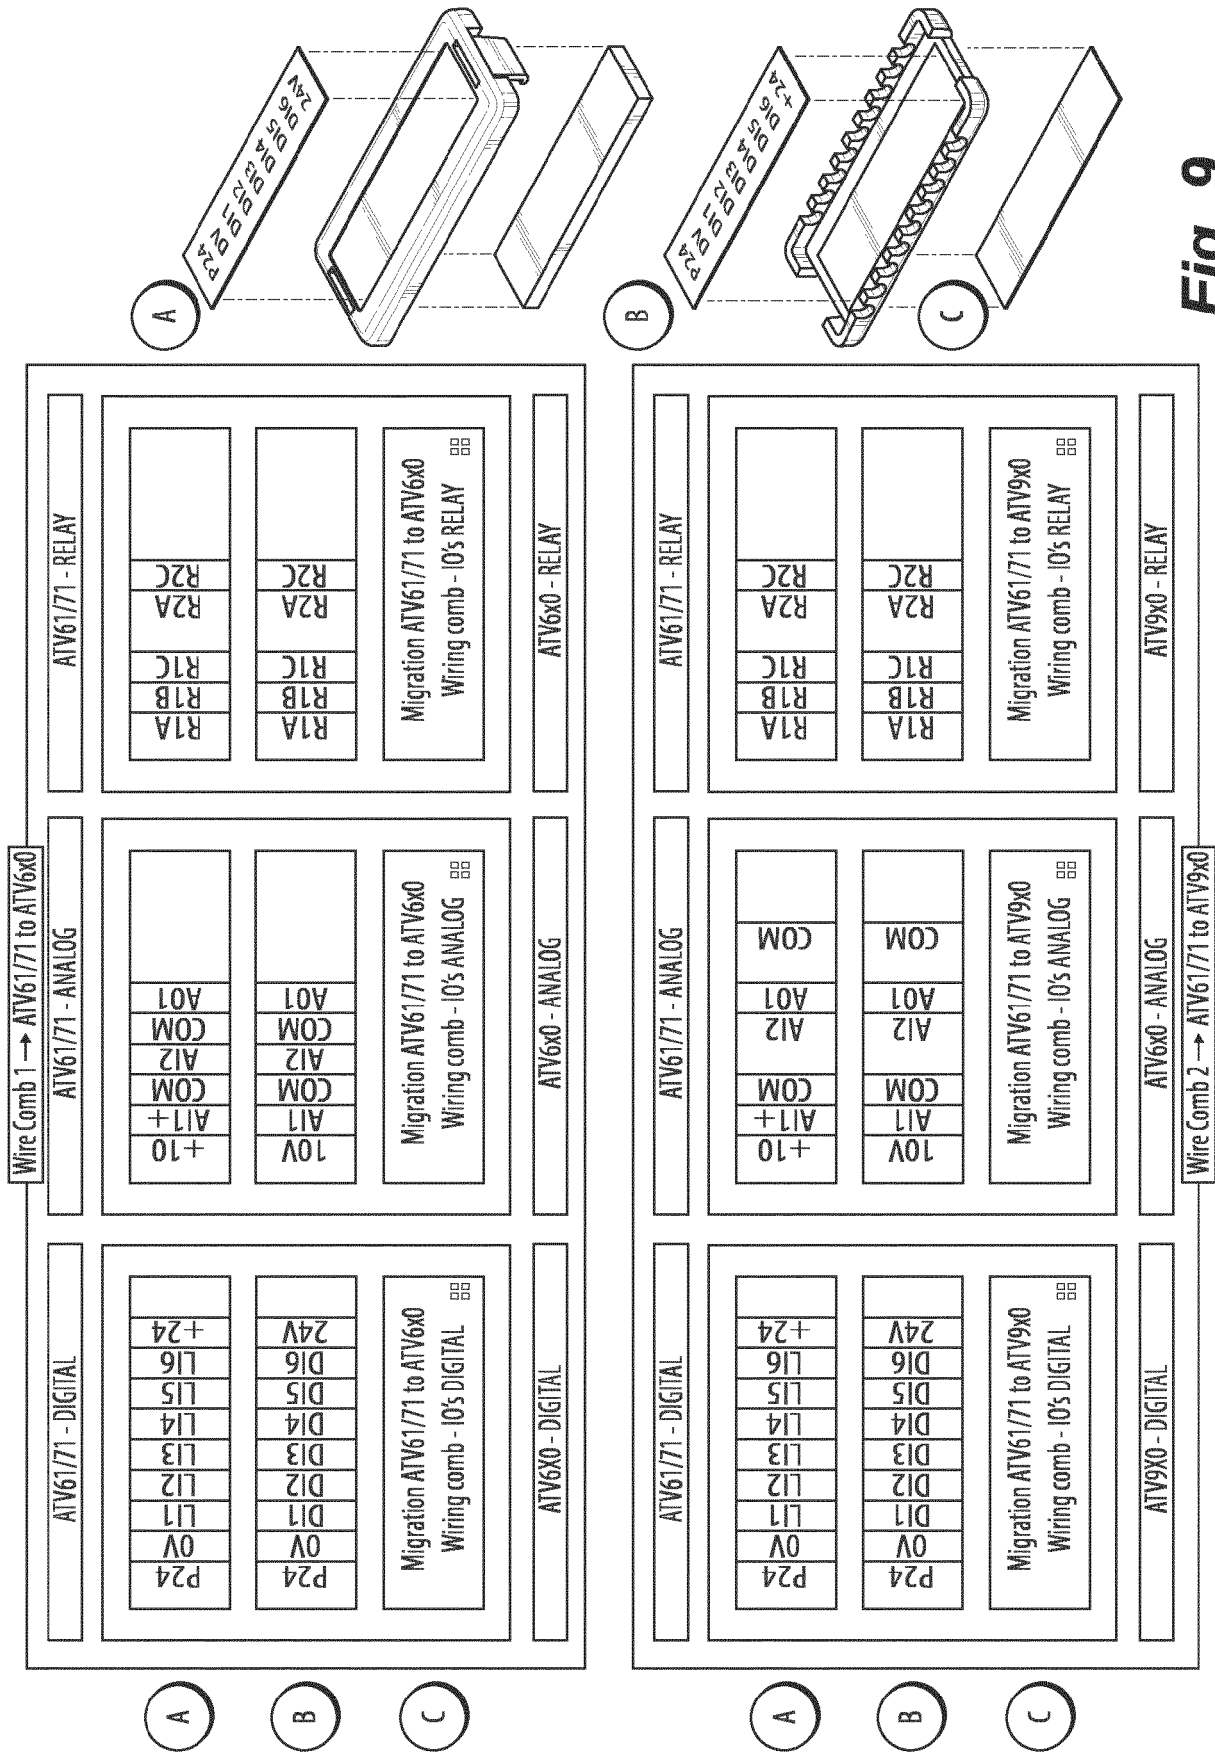 Wire Comb 1 → ATV61/71 to ATV6x0
ATV61/71 - DIGITAL
ATV61/71 - ANALOG
ATV61/71 - RELAY
A
P24 0V LI1 LI2 LI3 LI4 LI5 LI6 +24
+10 AI1+ COM AI2 COM A01
R1A R1B R1C R2A R2C
B
P24 0V DI1 DI2 DI3 DI4 DI5 DI6 24V
10V AI1 COM AI2 COM A01
R1A R1B R1C R2A R2C
C
Migration ATV61/71 to ATV6x0
Wiring comb - IO's DIGITAL
Migration ATV61/71 to ATV6x0
Wiring comb - IO's ANALOG
Migration ATV61/71 to ATV6x0
Wiring comb - IO's RELAY
ATV6X0 - DIGITAL
ATV6x0 - ANALOG
ATV6x0 - RELAY
A
P24 DV DI1 DI2 DI3 DI4 DI5 DI6 24V
ATV61/71 - DIGITAL
ATV61/71 - ANALOG
ATV61/71 - RELAY
A
P24 0V LI1 LI2 LI3 LI4 LI5 LI6 +24
+10 AI1+ COM AI2 A01 COM
R1A R1B R1C R2A R2C
B
P24 0V DI1 DI2 DI3 DI4 DI5 DI6 24V
10V AI1 COM AI2 A01 COM
R1A R1B R1C R2A R2C
C
Migration ATV61/71 to ATV9x0
Wiring comb - IO's DIGITAL
Migration ATV61/71 to ATV9x0
Wiring comb - IO's ANALOG
Migration ATV61/71 to ATV9x0
Wiring comb - IO's RELAY
ATV9X0 - DIGITAL
ATV6x0 - ANALOG
ATV9x0 - RELAY
Wire Comb 2 → ATV61/71 to ATV9x0
B
P24 DV DI1 DI2 DI3 DI4 DI5 DI6 +24
C
Fig. 9